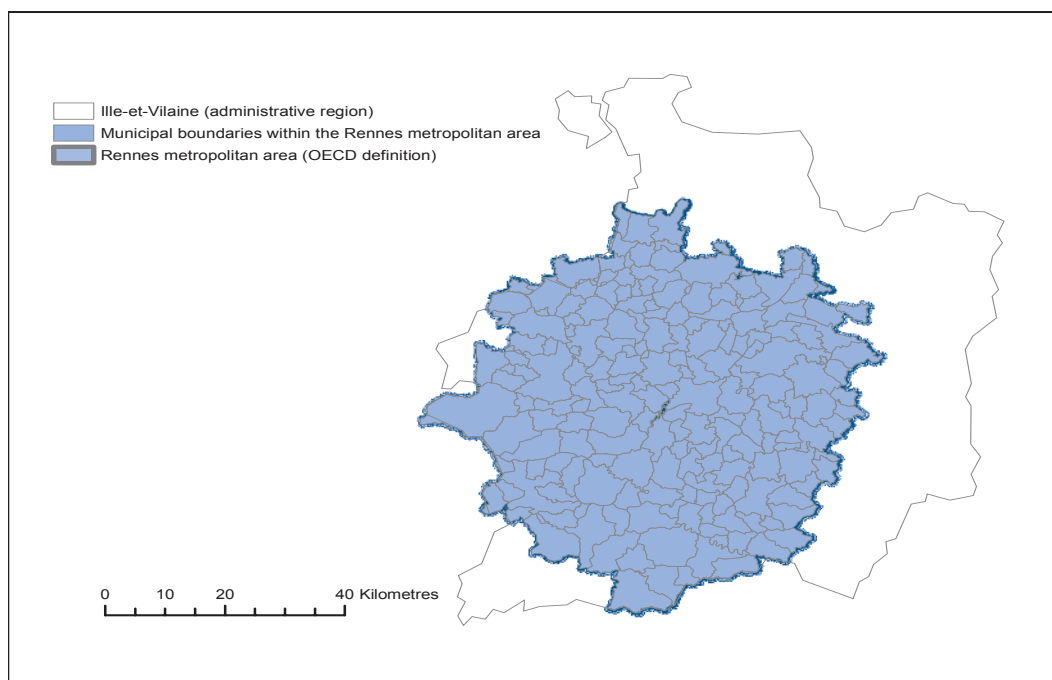 Ille-et-Vilaine (administrative region)
Municipal boundaries within the Rennes metropolitan area
Rennes metropolitan area (OECD definition)
0 10 20 40 Kilometres